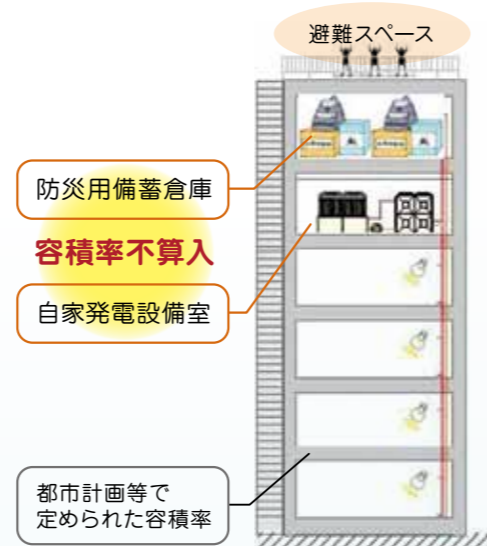 避難スペース
防災用備蓄倉庫
容積率不算入
自家発電設備室
都市計画等で
定められた容積率